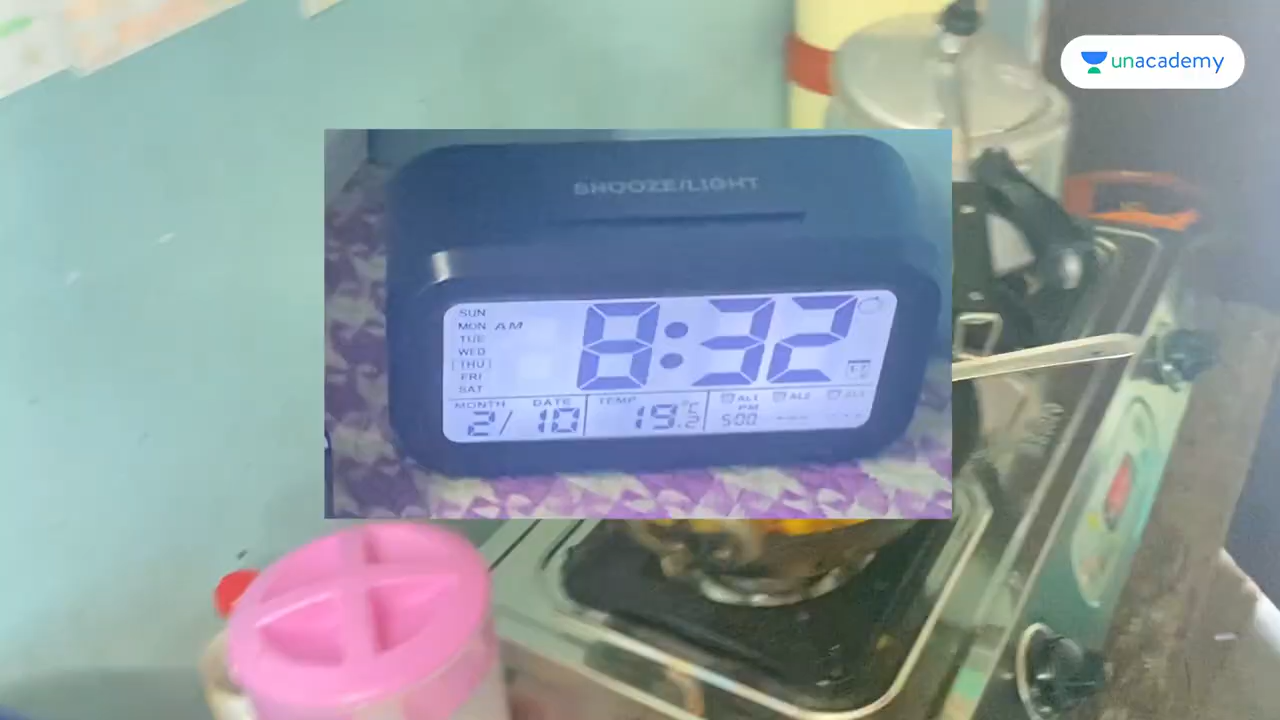 unacademy
SNOOZE/LIGHT
SUN
MON AM
TUE
WED
THU
FRI
SAT
8:32
MONTH DATE
2/ 10
TEMP
19.2°C
AL1 AL2
PM
5:00